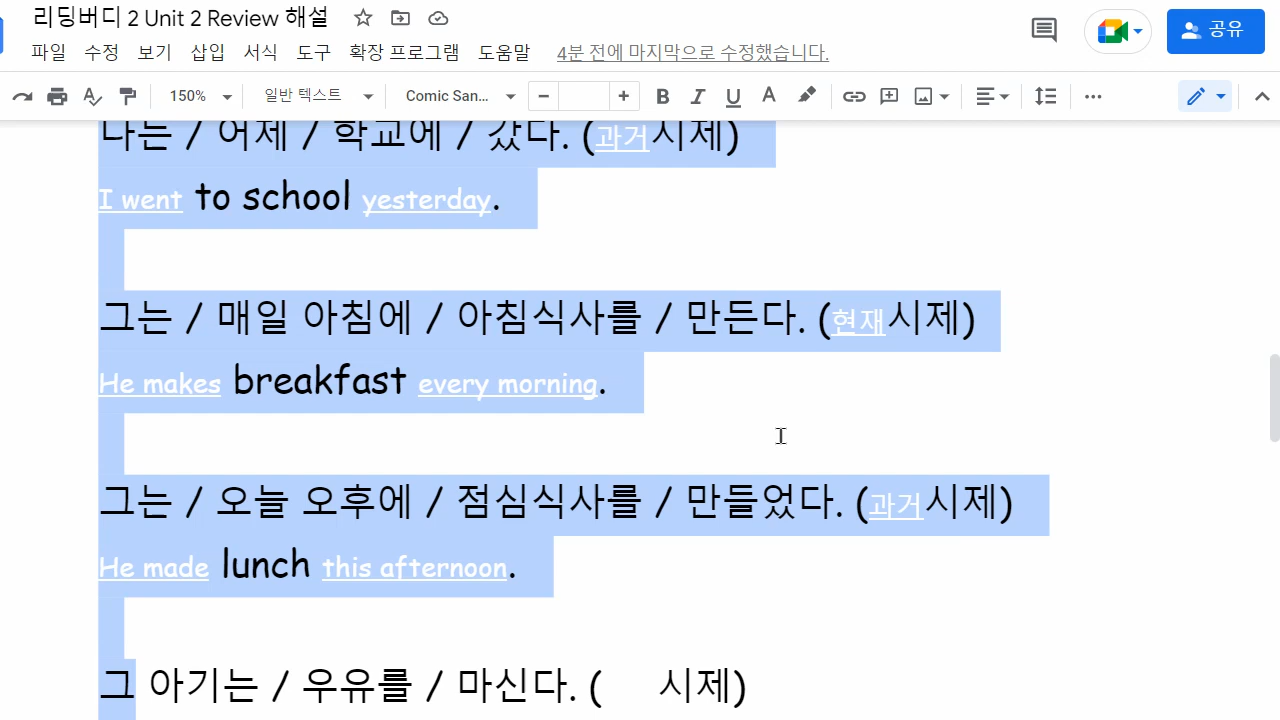 리딩버디 2 Unit 2 Review 해설
파일 수정 보기 삽입 서식 도구 확장 프로그램 도움말 4분 전에 마지막으로 수정했습니다.
공유
150% 일반 텍스트 Comic San... B I U A
나는 / 어제 / 학교에 / 갔다. (과거시제)
I went to school yesterday.
그는 / 매일 아침에 / 아침식사를 / 만든다. (현재시제)
He makes breakfast every morning.
그는 / 오늘 오후에 / 점심식사를 / 만들었다. (과거시제)
He made lunch this afternoon.
그 아기는 / 우유를 / 마신다. ( 시제)